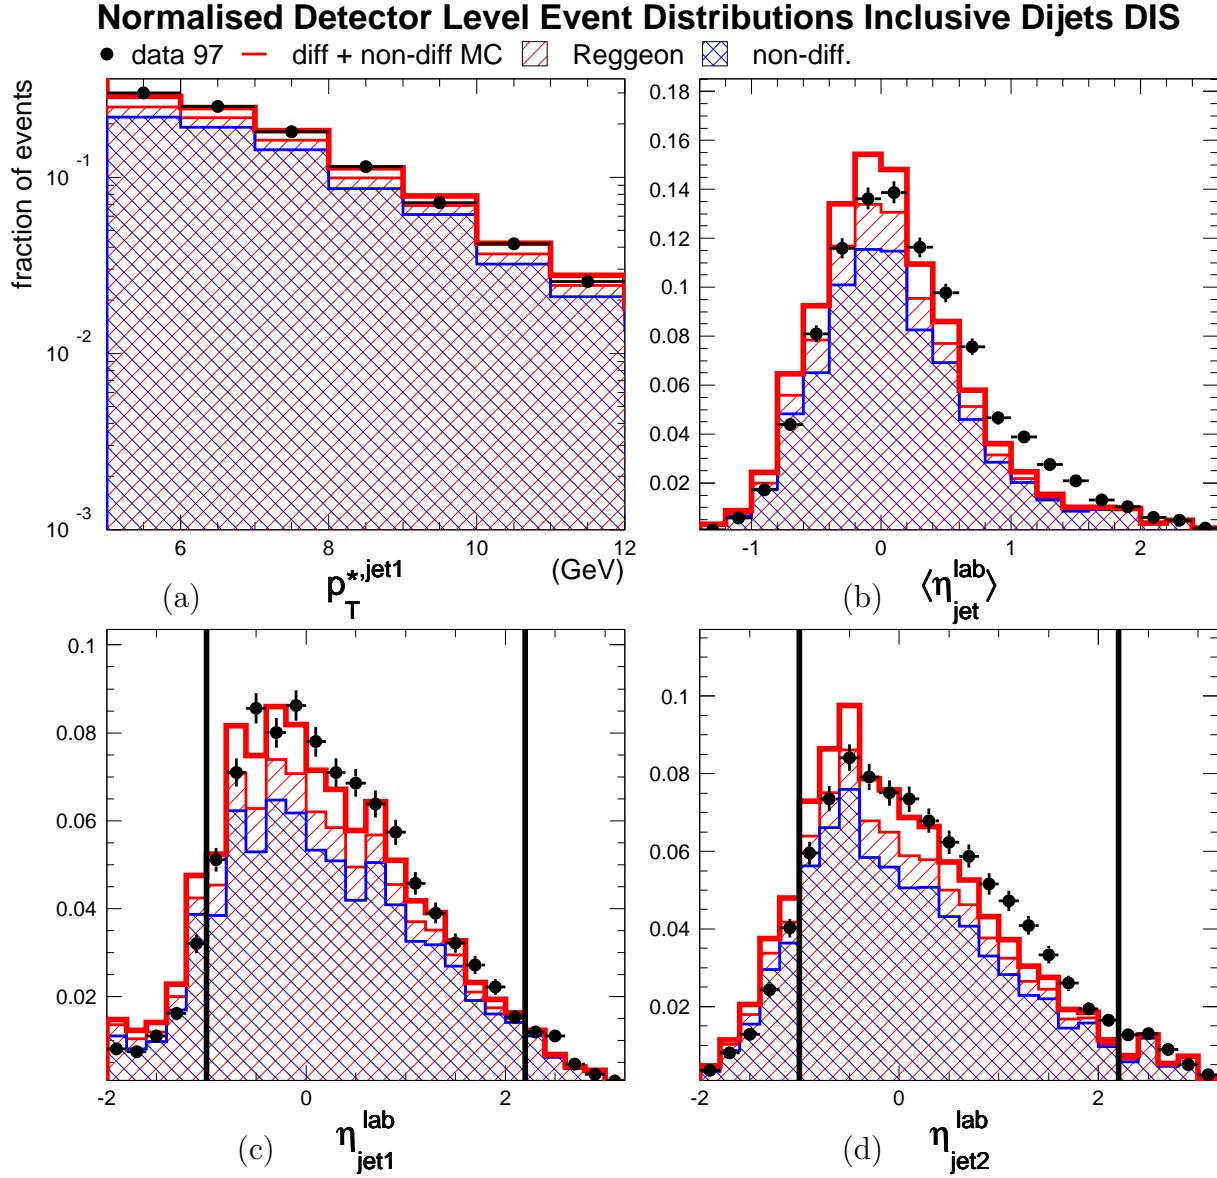 Normalised Detector Level Event Distributions Inclusive Dijets DIS
data 97 diff + non-diff MC Reggeon non-diff.
fraction of events
10 -1
10 -2
10 -3
6 8 10 12
(GeV)
p T *,jet1
(a)
0.18
0.16
0.14
0.12
0.1
0.08
0.06
0.04
0.02
-1 0 1 2
⟨η jet lab⟩
(b)
0.1
0.08
0.06
0.04
0.02
-2 0 2
η jet1 lab
(c)
0.1
0.08
0.06
0.04
0.02
-2 0 2
η jet2 lab
(d)